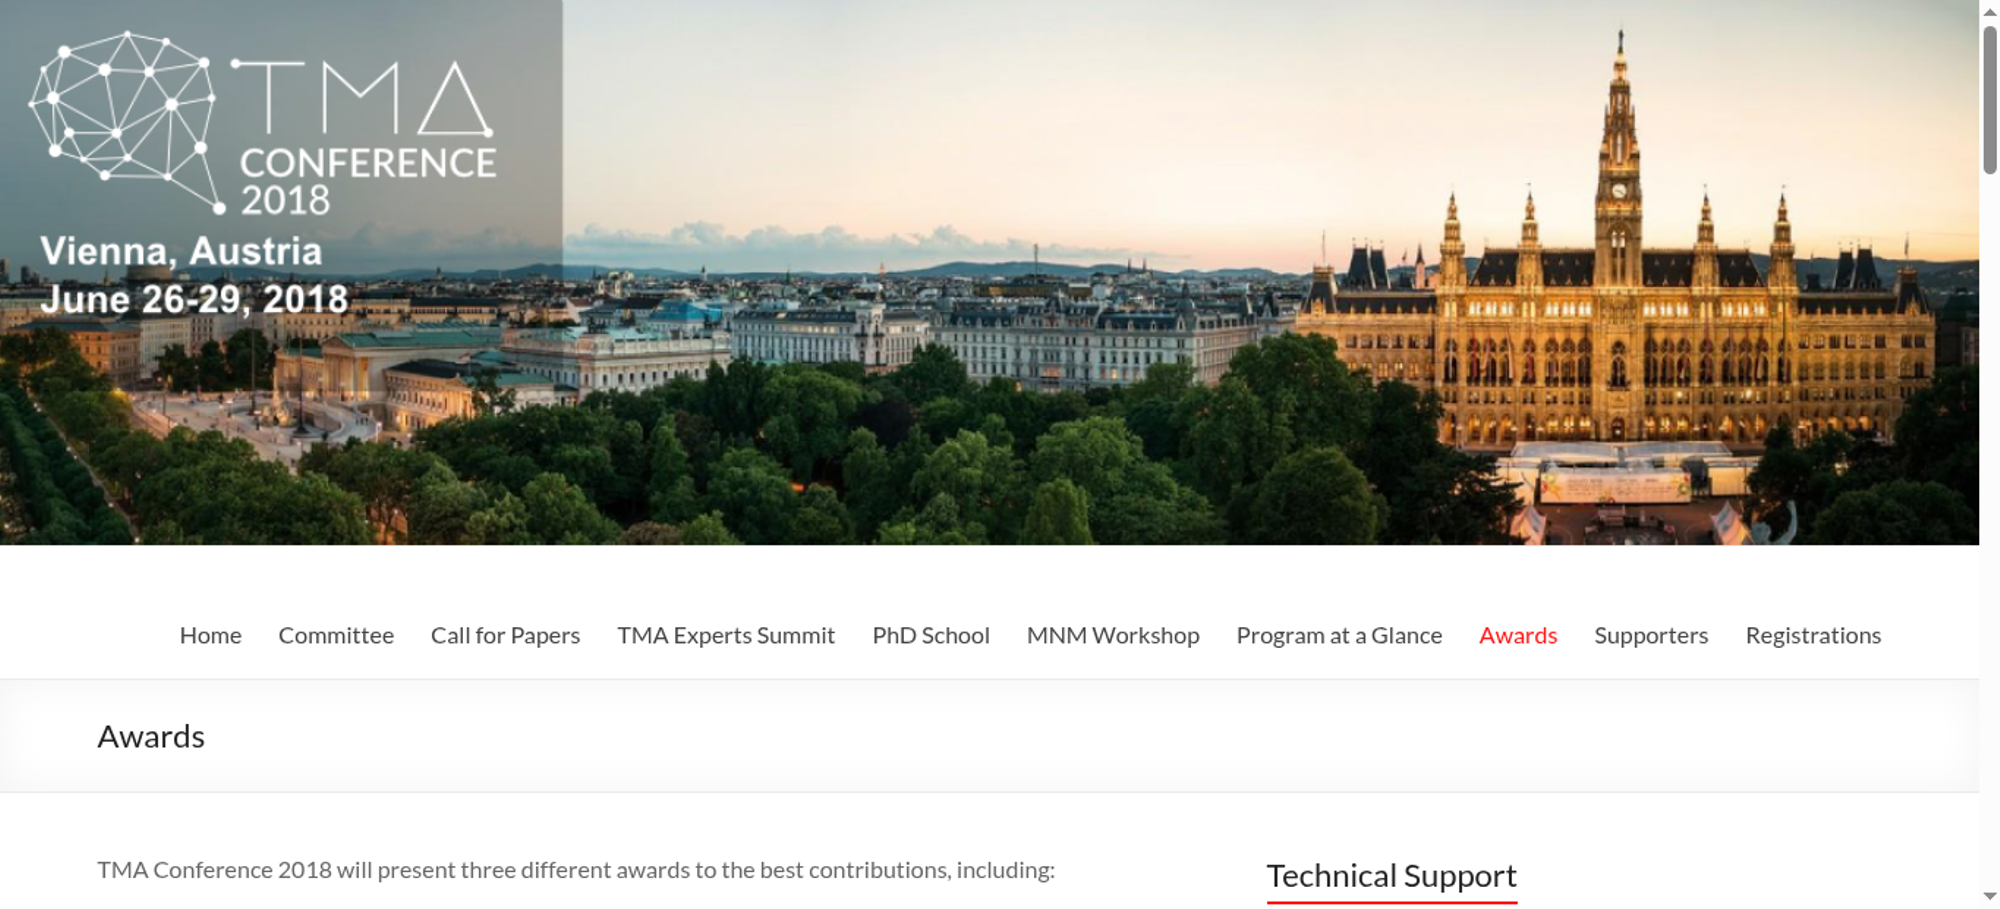 TMA
CONFERENCE
2018
Vienna, Austria
June 26-29, 2018
Home Committee Call for Papers TMA Experts Summit PhD School MNM Workshop Program at a Glance Awards Supporters Registrations
Awards
TMA Conference 2018 will present three different awards to the best contributions, including:
Technical Support